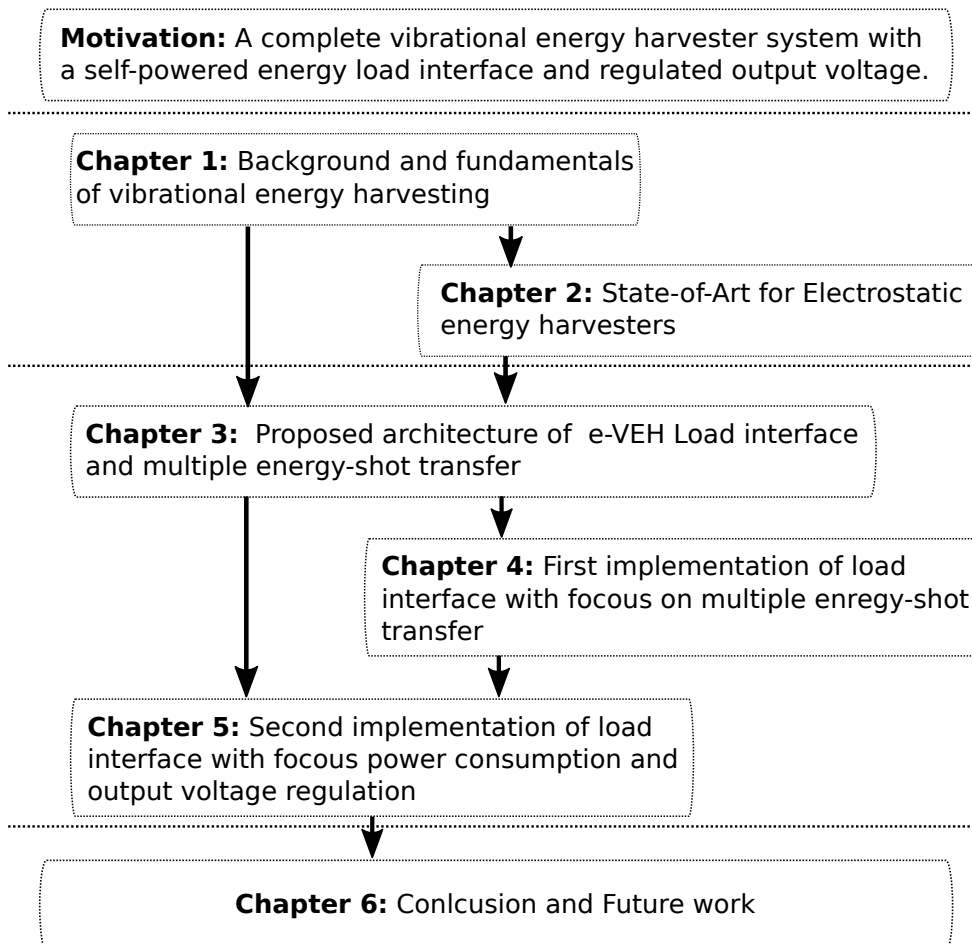 Motivation: A complete vibrational energy harvester system with
a self-powered energy load interface and regulated output voltage.
Chapter 1: Background and fundamentals
of vibrational energy harvesting
Chapter 2: State-of-Art for Electrostatic
energy harvesters
Chapter 3:  Proposed architecture of  e-VEH Load interface
and multiple energy-shot transfer
Chapter 4: First implementation of load
interface with focous on multiple enregy-shot
transfer
Chapter 5: Second implementation of load
interface with focous power consumption and
output voltage regulation
Chapter 6: Conlcusion and Future work